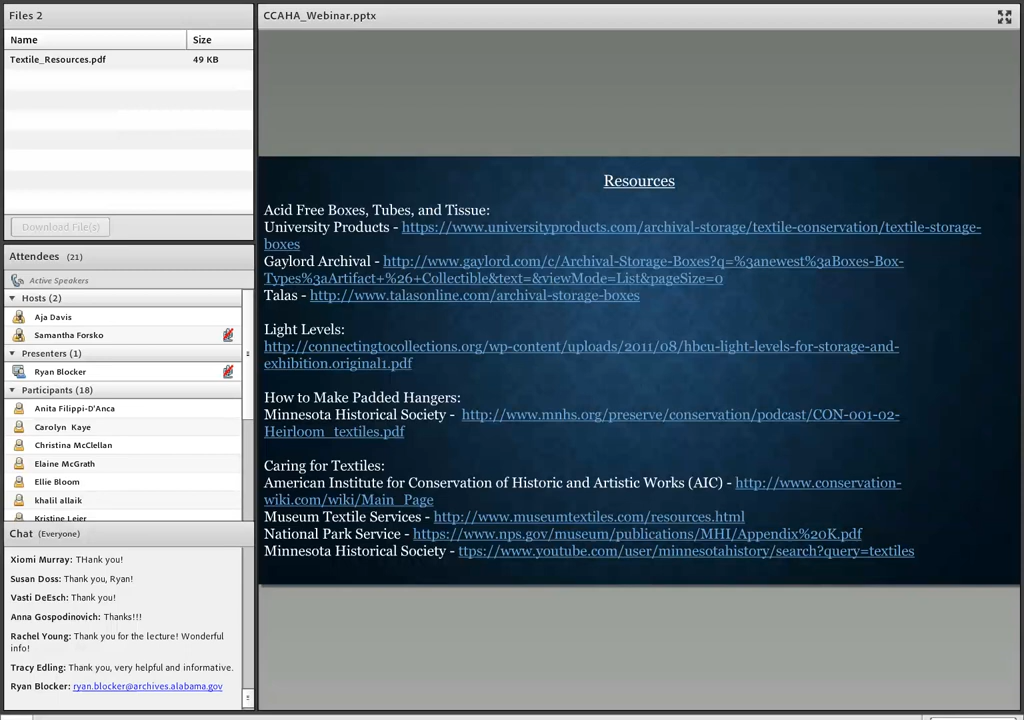 Files 2
Name Size
Textile_Resources.pdf 49 KB
Download File(s)
Attendees (21)
Active Speakers
Hosts (2)
Aja Davis
Samantha Forsko
Presenters (1)
Ryan Blocker
Participants (18)
Anita Filippi-D'Anca
Carolyn Kaye
Christina McClellan
Elaine McGrath
Ellie Bloom
khalil allaik
Kristine Leier
Chat (Everyone)
Xiomi Murray: THank you!
Susan Doss: Thank you, Ryan!
Vasti DeEsch: Thank you!
Anna Gospodinovich: Thanks!!!
Rachel Young: Thank you for the lecture! Wonderful
info!
Tracy Edling: Thank you, very helpful and informative.
Ryan Blocker: ryan.blocker@archives.alabama.gov
CCAHA_Webinar.pptx
Resources
Acid Free Boxes, Tubes, and Tissue:
University Products - https://www.universityproducts.com/archival-storage/textile-conservation/textile-storage-
boxes
Gaylord Archival - http://www.gaylord.com/c/Archival-Storage-Boxes?q=%3anewest%3aBoxes-Box-
Types%3aArtifact+%26+Collectible&text=&viewMode=List&pageSize=0
Talas - http://www.talasonline.com/archival-storage-boxes
Light Levels:
http://connectingtocollections.org/wp-content/uploads/2011/08/hbcu-light-levels-for-storage-and-
exhibition.original1.pdf
How to Make Padded Hangers:
Minnesota Historical Society - http://www.mnhs.org/preserve/conservation/podcast/CON-001-02-
Heirloom_textiles.pdf
Caring for Textiles:
American Institute for Conservation of Historic and Artistic Works (AIC) - http://www.conservation-
wiki.com/wiki/Main_Page
Museum Textile Services - http://www.museumtextiles.com/resources.html
National Park Service - https://www.nps.gov/museum/publications/MHI/Appendix%20K.pdf
Minnesota Historical Society - ttps://www.youtube.com/user/minnesotahistory/search?query=textiles